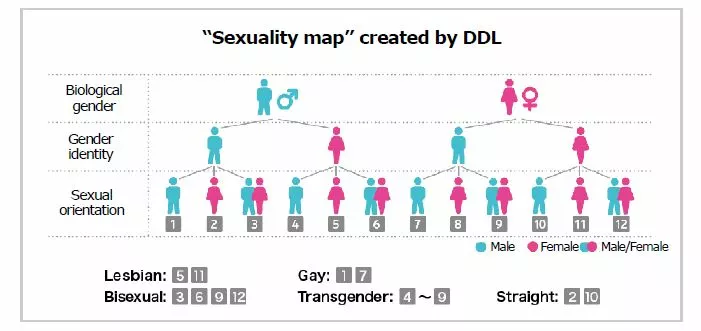 “Sexuality map” created by DDL
Biological
gender
Gender
identity
Sexual
orientation
1 2 3 4 5 6 7 8 9 10 11 12
Male Female Male/Female
Lesbian: 5 11 Gay: 1 7
Bisexual: 3 6 9 12 Transgender: 4～9 Straight: 2 10